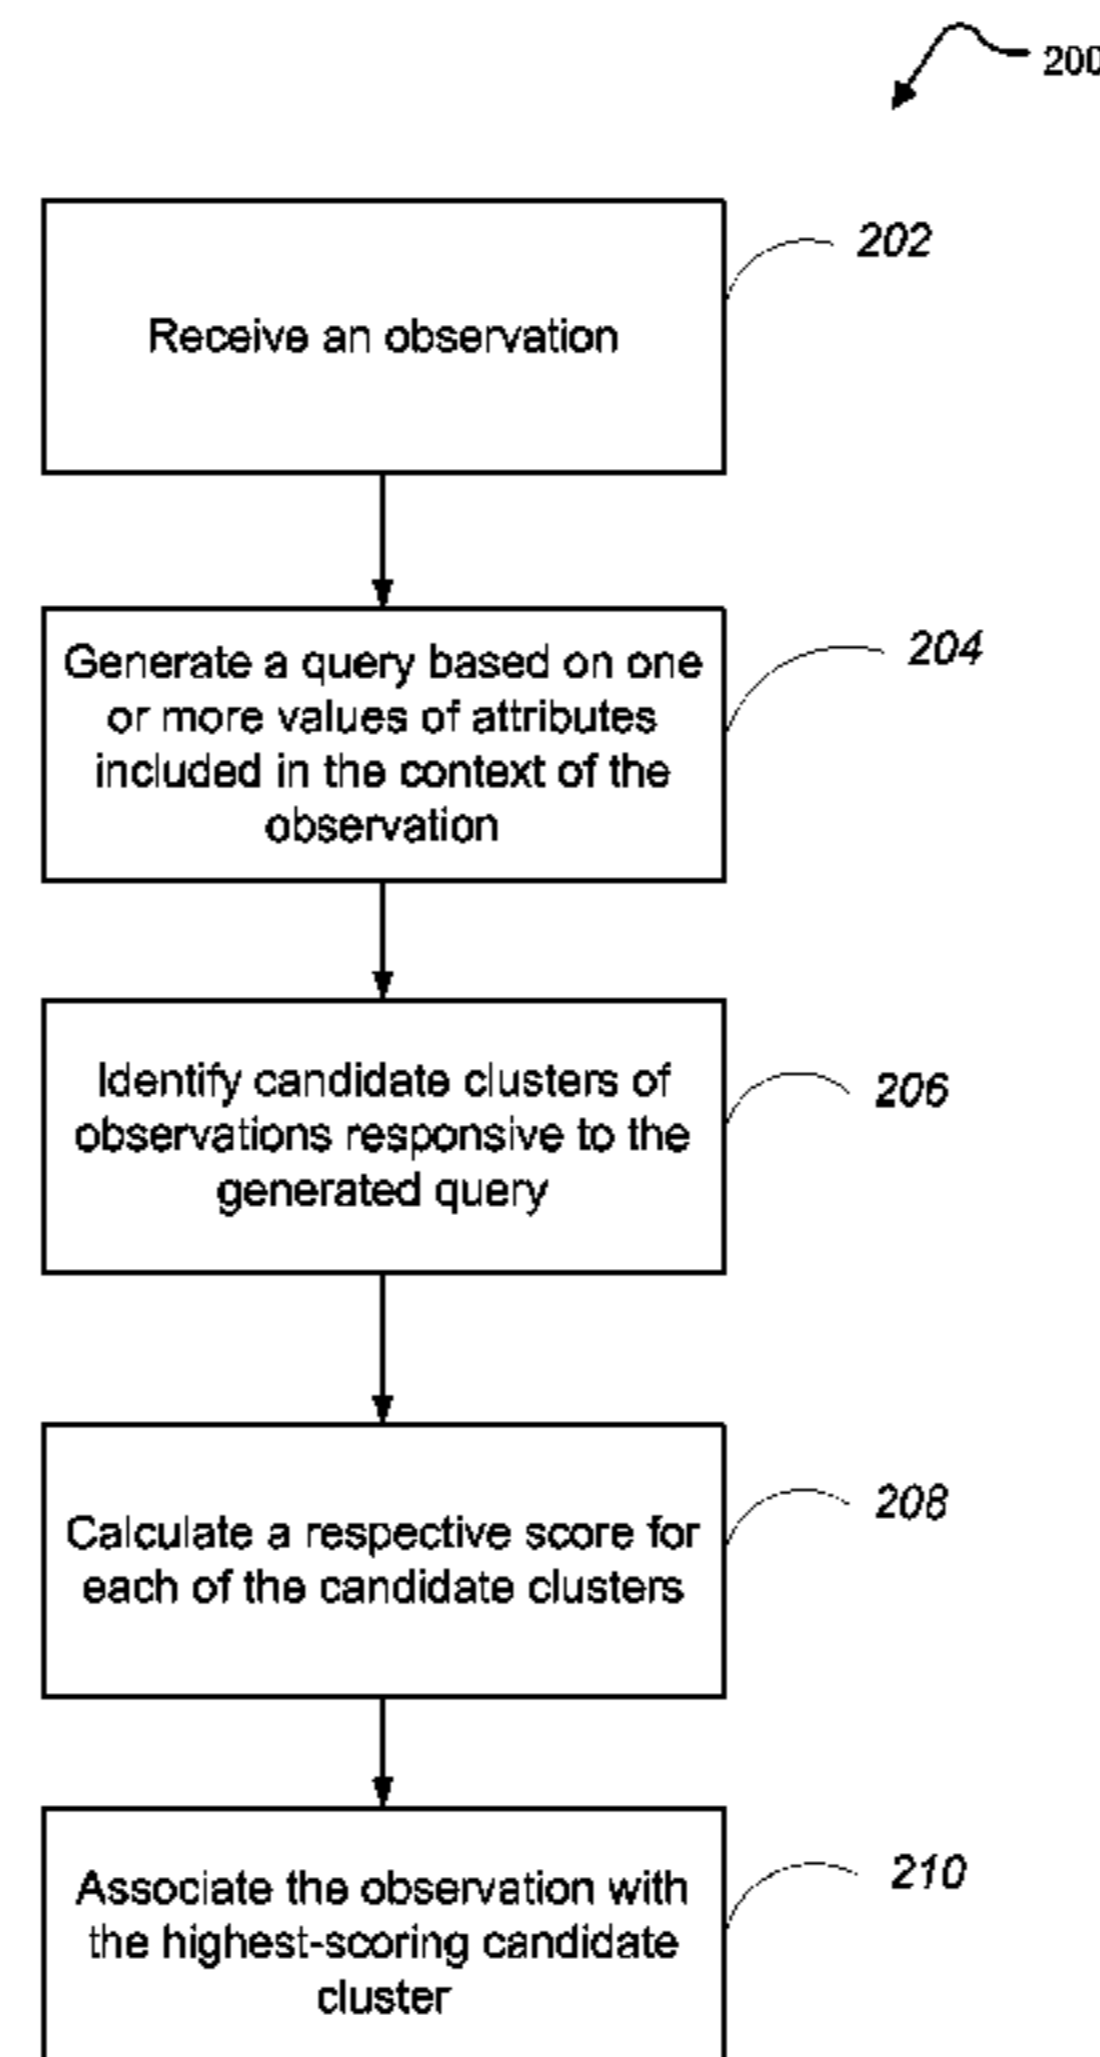 200
202
Receive an observation
204
Generate a query based on one
or more values of attributes
included in the context of the
observation
206
Identify candidate clusters of
observations responsive to the
generated query
208
Calculate a respective score for
each of the candidate clusters
210
Associate the observation with
the highest-scoring candidate
cluster